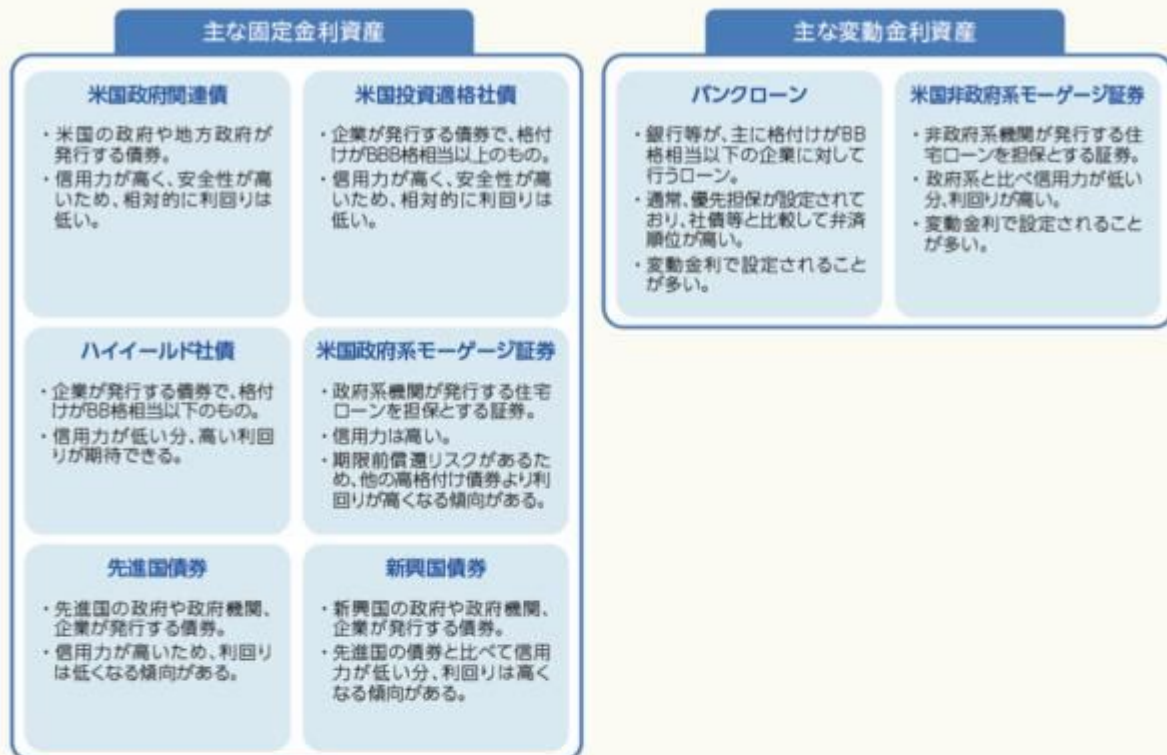 主な固定金利資産
米国政府関連債
・米国の政府や地方政府が
発行する債券。
・信用力が高く、安全性が高
いため、相対的に利回りは
低い。
米国投資適格社債
・企業が発行する債券で、格付
けがBBB格相当以上のもの。
・信用力が高く、安全性が高
いため、相対的に利回りは
低い。
ハイイールド社債
・企業が発行する債券で、格付
けがBB格相当以下のもの。
・信用力が低い分、高い利回
りが期待できる。
米国政府系モーゲージ証券
・政府系機関が発行する住宅
ローンを担保とする証券。
・信用力は高い。
・期限前償還リスクがあるた
め、他の高格付け債券より利
回りが高くなる傾向がある。
先進国債券
・先進国の政府や政府機関、
企業が発行する債券。
・信用力が高いため、利回り
は低くなる傾向がある。
新興国債券
・新興国の政府や政府機関、
企業が発行する債券。
・先進国の債券と比べて信用
力が低い分、利回りは高く
なる傾向がある。
主な変動金利資産
バンクローン
・銀行等が、主に格付けがBB
格相当以下の企業に対して
行うローン。
・通常、優先担保が設定されて
おり、社債等と比較して弁済
順位が高い。
・変動金利で設定されること
が多い。
米国非政府系モーゲージ証券
・非政府系機関が発行する住
宅ローンを担保とする証券。
・政府系と比べ信用力が低い
分、利回りが高い。
・変動金利で設定されること
が多い。